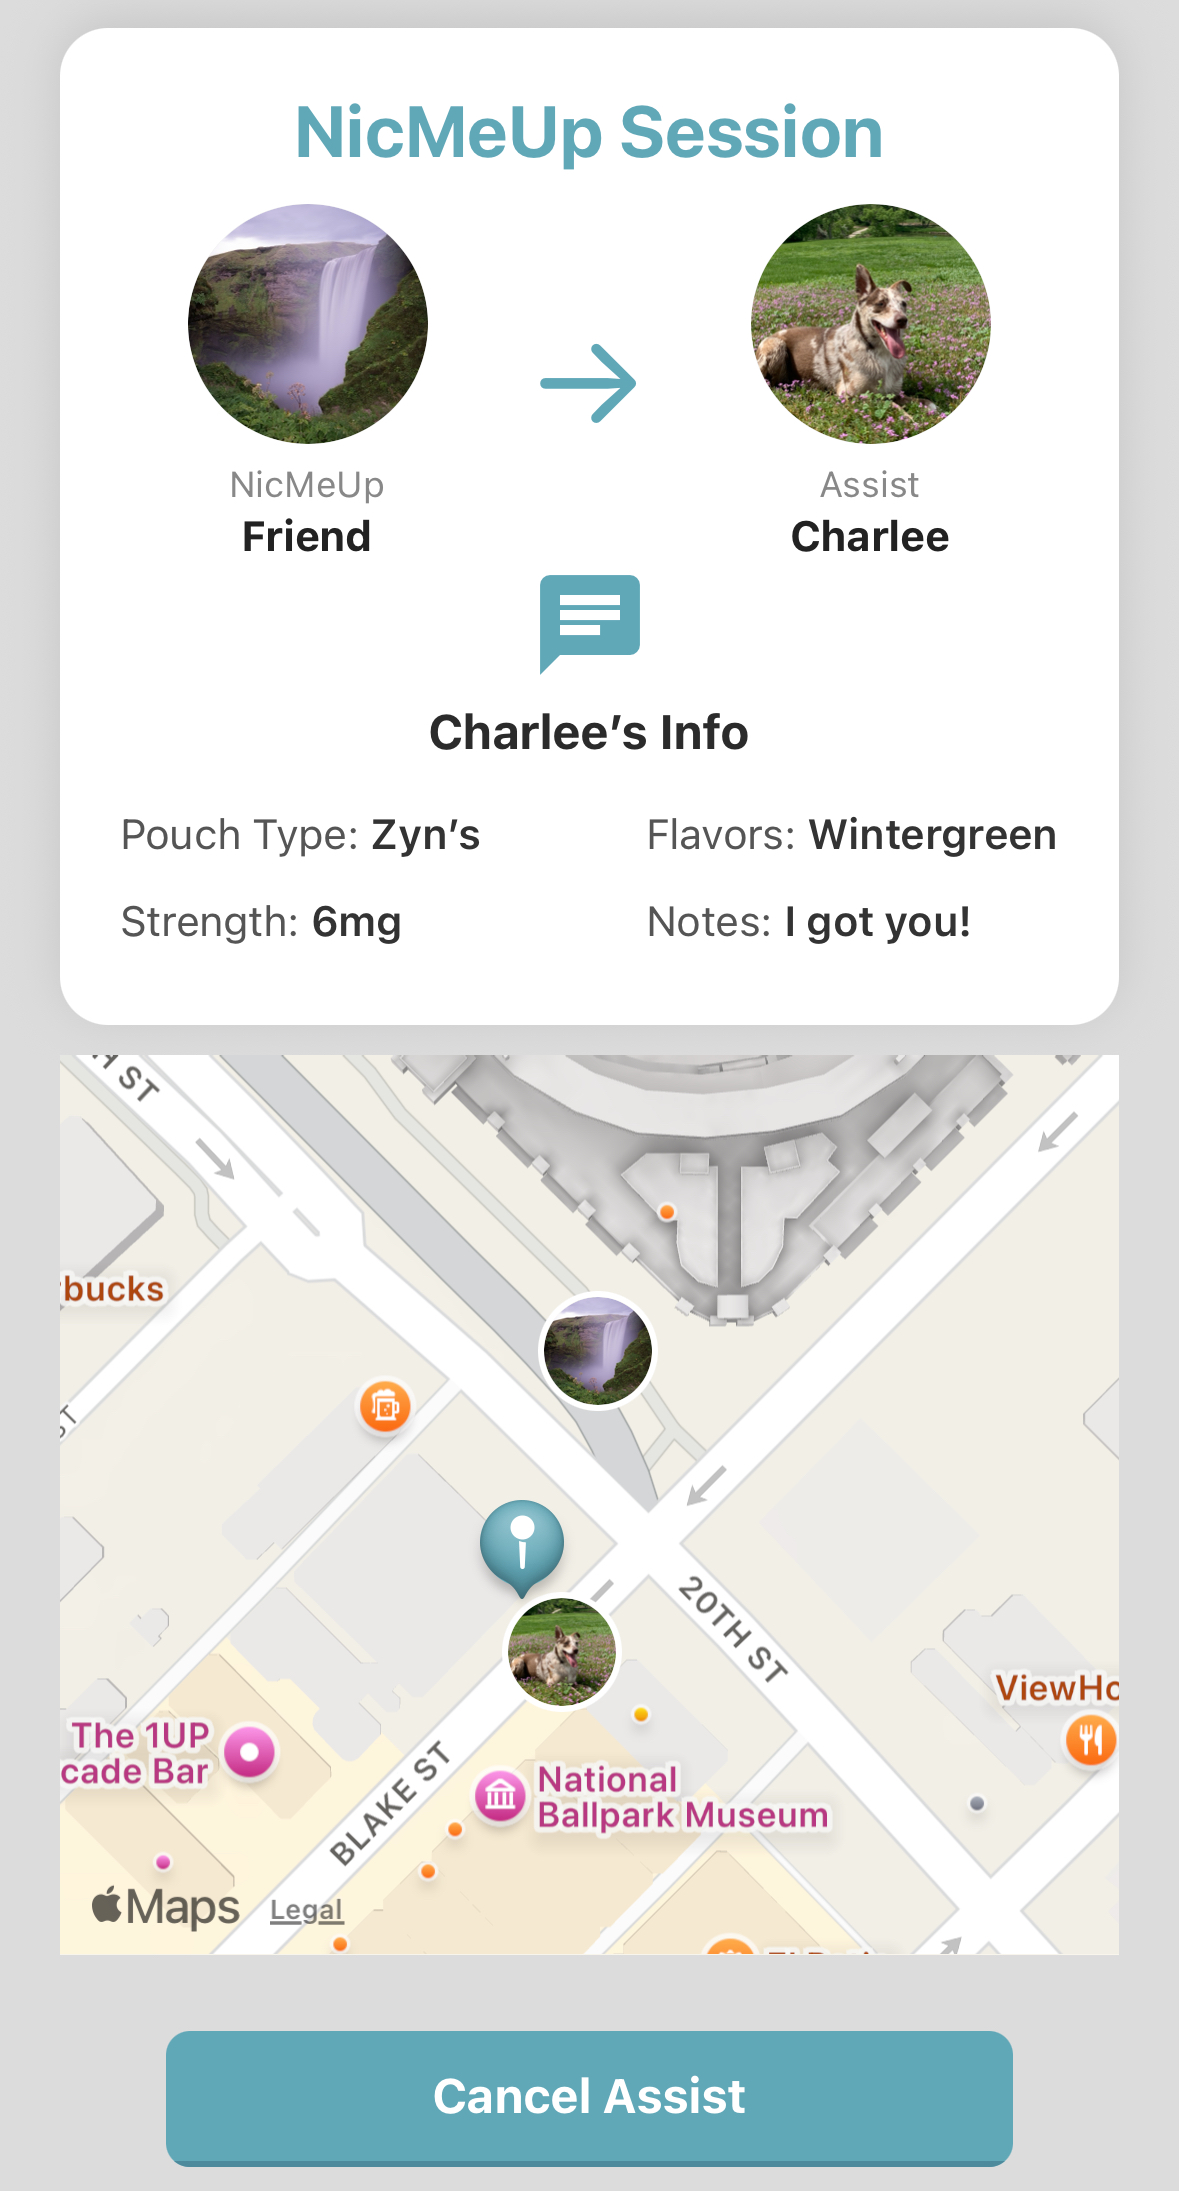 NicMeUp Session
NicMeUp
Assist
Friend
Charlee
Charlee's Info
Pouch Type: Zyn's
Flavors: Wintergreen
Strength: 6mg
Notes: I got you!
H ST
bucks
ST
20TH ST
ViewHo
The 1UP
cade Bar
BLAKE ST
National
Ballpark Museum
Maps
Legal
Cancel Assist